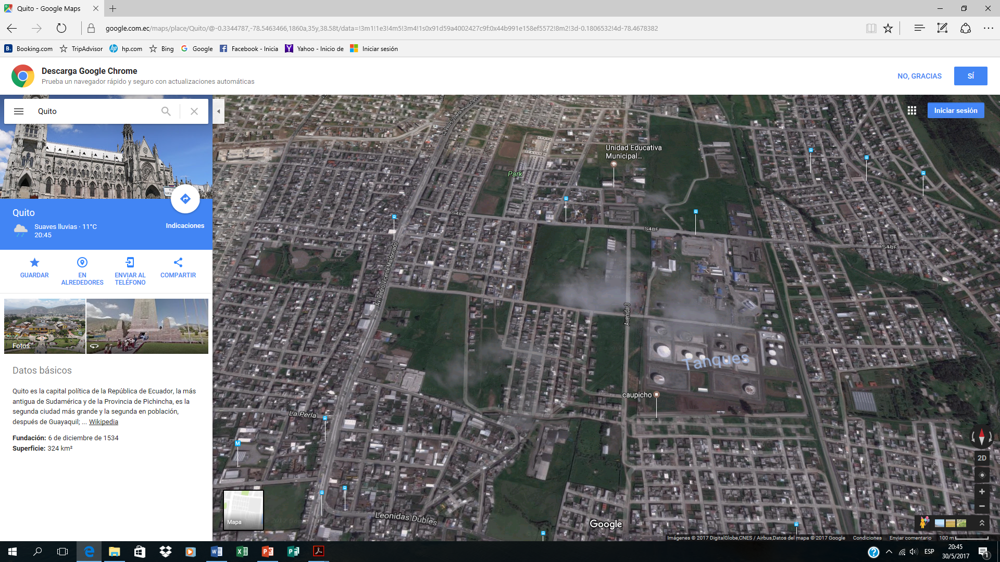 Quito - Google Maps
google.com.ec/maps/place/Quito/@-0.3344787,-78.5463466,1860a,35y,38.58t/data=!3m1!1e3!4m5!3m4!1s0x91d59a4002427c9f:0x44b991e158ef5572!8m2!3d-0.1806532!4d-78.4678382
Booking.com TripAdvisor hp.com Bing Google Facebook - Inicia Yahoo - Inicio de Iniciar sesión
Descarga Google Chrome
Prueba un navegador rápido y seguro con actualizaciones automáticas
NO, GRACIAS
SÍ
Quito
Iniciar sesión
Quito
Suaves lluvias · 11°C
20:45
Indicaciones
GUARDAR
EN ALREDEDORES
ENVIAR AL TELÉFONO
COMPARTIR
Fotos
Datos básicos
Quito es la capital política de la República de Ecuador, la más
antigua de Sudamérica y de la Provincia de Pichincha, es la
segunda ciudad más grande y la segunda en población,
después de Guayaquil; ... Wikipedia
Fundación: 6 de diciembre de 1534
Superficie: 324 km²
Unidad Educativa
Municipal...
Park
S48F
S48F
S48F
Av. Pedro Vicente Maldonado
Avenida 3
Tanques
caupicho
La Perla
M
Leonidas Dubles
Mapa
Google
2D
Imágenes © 2017 DigitalGlobe,CNES / Airbus,Datos del mapa © 2017 Google Condiciones Enviar comentario 100 m
ESP
20:45
30/5/2017
1